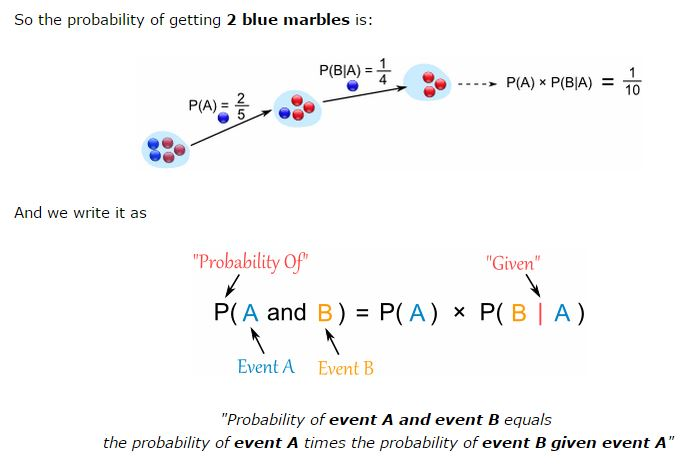 So the probability of getting 2 blue marbles is:
P(A) = 2/5
P(B|A) = 1/4
P(A) × P(B|A) = 1/10
And we write it as
"Probability Of"
"Given"
P( A and B ) = P( A ) × P( B | A )
Event A
Event B
"Probability of event A and event B equals
the probability of event A times the probability of event B given event A"